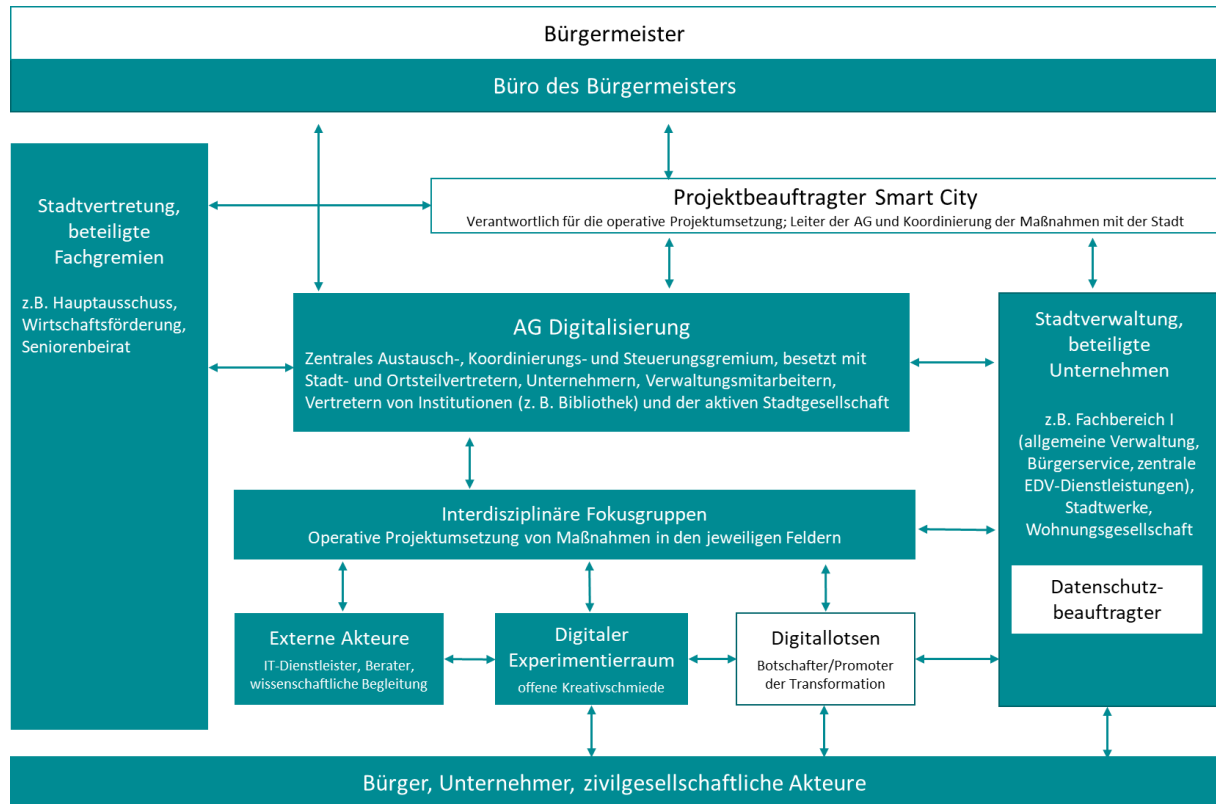 Bürgermeister
Büro des Bürgermeisters
Stadtvertretung,
beteiligte
Fachgremien
z.B. Hauptausschuss,
Wirtschaftsförderung,
Seniorenbeirat
Projektbeauftragter Smart City
Verantwortlich für die operative Projektumsetzung; Leiter der AG und Koordinierung der Maßnahmen mit der Stadt
AG Digitalisierung
Zentrales Austausch-, Koordinierungs- und Steuerungsgremium, besetzt mit
Stadt- und Ortsteilvertretern, Unternehmern, Verwaltungsmitarbeitern,
Vertretern von Institutionen (z. B. Bibliothek) und der aktiven Stadtgesellschaft
Stadtverwaltung,
beteiligte
Unternehmen
z.B. Fachbereich I
(allgemeine Verwaltung,
Bürgerservice, zentrale
EDV-Dienstleistungen),
Stadtwerke,
Wohnungsgesellschaft
Datenschutz-
beauftragter
Interdisziplinäre Fokusgruppen
Operative Projektumsetzung von Maßnahmen in den jeweiligen Feldern
Externe Akteure
IT-Dienstleister, Berater,
wissenschaftliche Begleitung
Digitaler
Experimentierraum
offene Kreativschmiede
Digitallotsen
Botschafter/Promoter
der Transformation
Bürger, Unternehmer, zivilgesellschaftliche Akteure